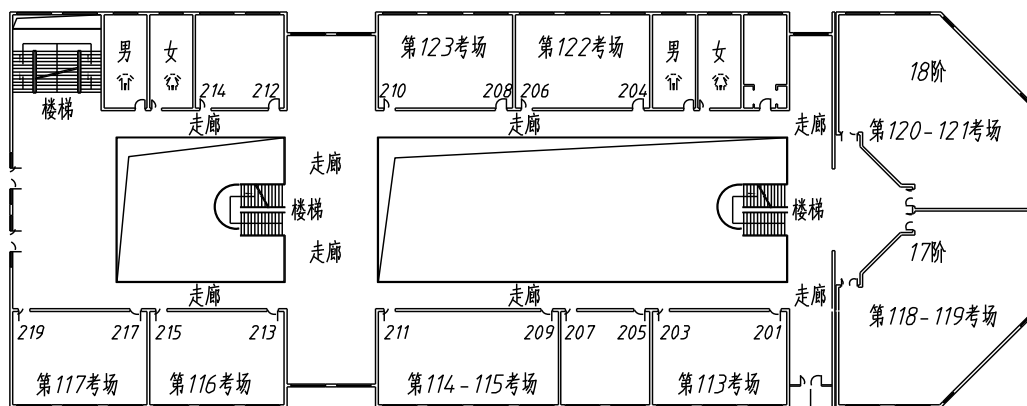 第123考场
第122考场
男
女
男
女
18阶
214
212
210
208
206
204
楼梯
走廊
走廊
走廊
第120-121考场
走廊
楼梯
楼梯
走廊
17阶
走廊
走廊
走廊
第118-119考场
219
217
215
213
211
209
207
205
203
201
第117考场
第116考场
第114-115考场
第113考场